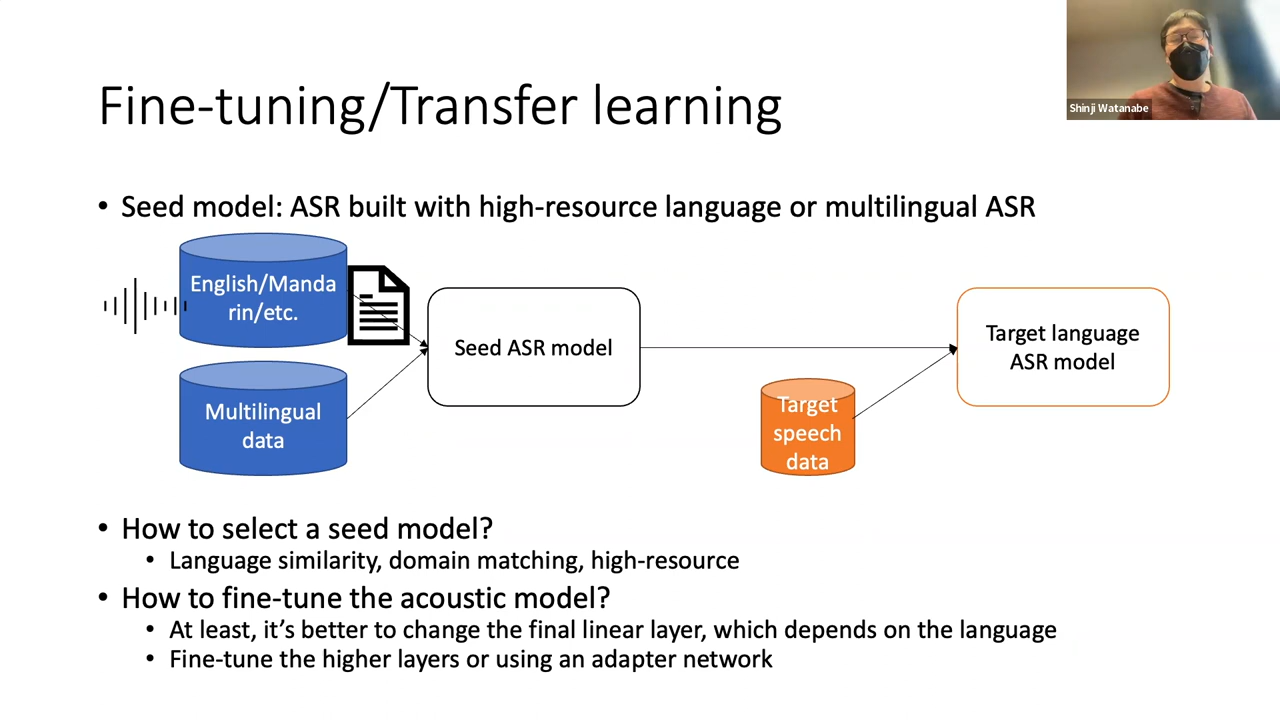 Shinji Watanabe
Fine-tuning/Transfer learning
• Seed model: ASR built with high-resource language or multilingual ASR
English/Manda
rin/etc.
Multilingual
data
Seed ASR model
Target
speech
data
Target language
ASR model
• How to select a seed model?
• Language similarity, domain matching, high-resource
• How to fine-tune the acoustic model?
• At least, it’s better to change the final linear layer, which depends on the language
• Fine-tune the higher layers or using an adapter network